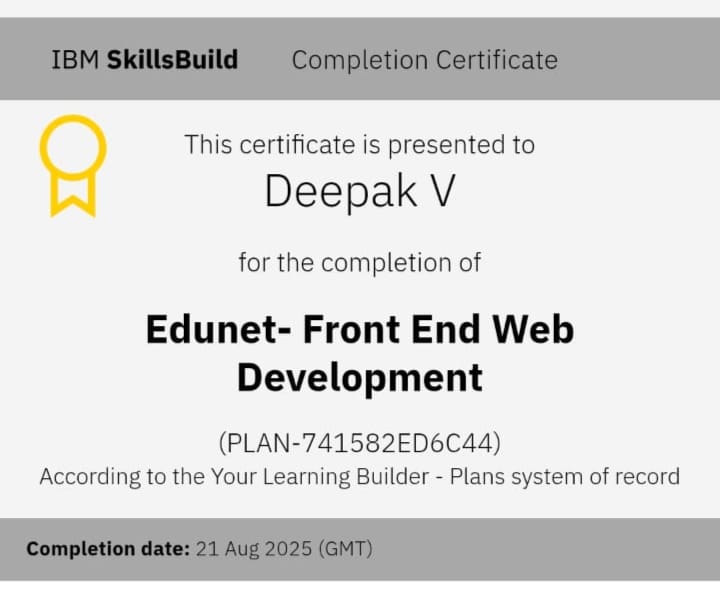 IBM SkillsBuild Completion Certificate
This certificate is presented to
Deepak V
for the completion of
Edunet- Front End Web
Development
(PLAN-741582ED6C44)
According to the Your Learning Builder - Plans system of record
Completion date: 21 Aug 2025 (GMT)